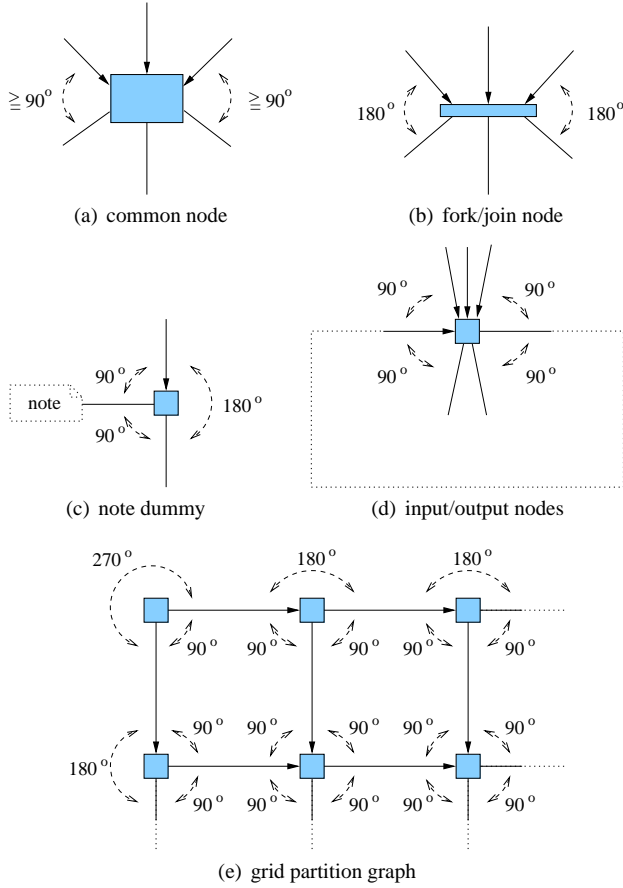 ≧ 90° ≧ 90°
(a) common node
180° 180°
(b) fork/join node
90°
note 180°
90°
(c) note dummy
90° 90°
90° 90°
(d) input/output nodes
270° 180° 180°
90° 90° 90° 90° 90°
90° 90° 90° 90° 90°
180°
90° 90° 90° 90° 90°
(e) grid partition graph